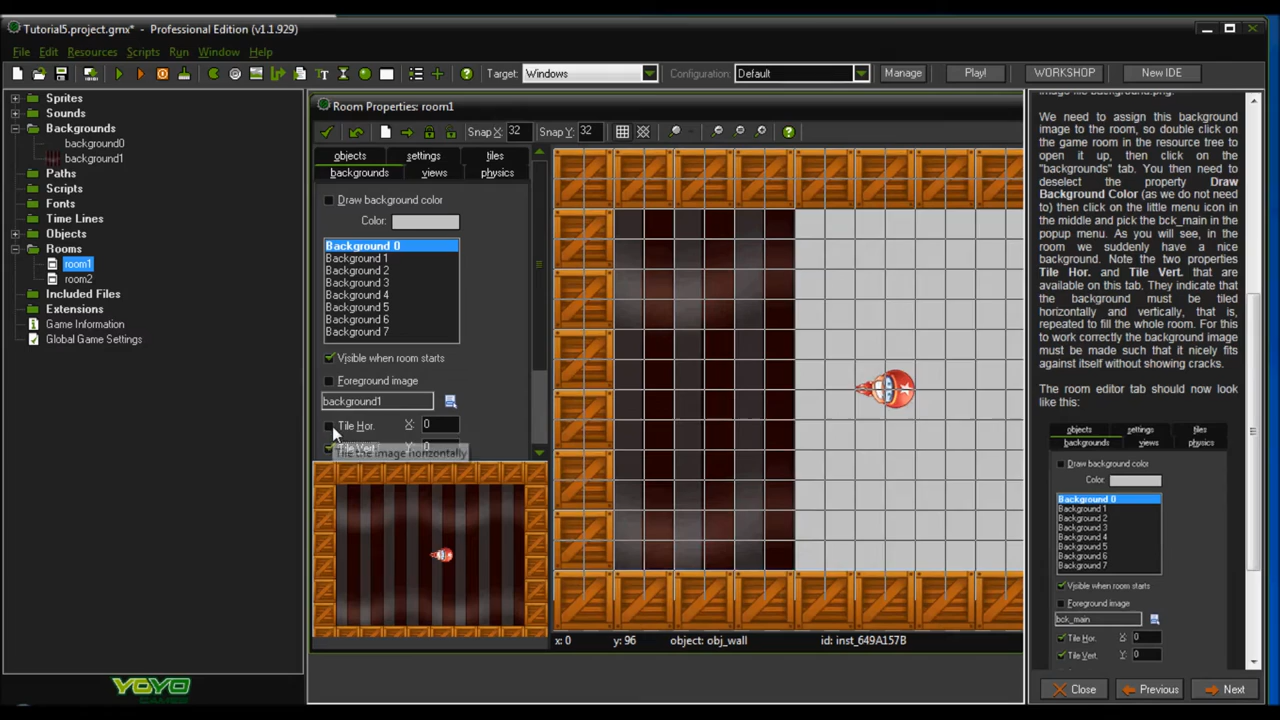 Tutorial5.project.gmx* - Professional Edition (v1.1.929)
File Edit Resources Scripts Run Window Help
Target: Windows Configuration: Default Manage Play! WORKSHOP New IDE
Sprites
Sounds
Backgrounds
background0
background1
Paths
Scripts
Fonts
Time Lines
Objects
Rooms
room1
room2
Included Files
Extensions
Game Information
Global Game Settings
YOYO
GAMES
Room Properties: room1
Snap X: 32 Snap Y: 32
objects settings tiles
backgrounds views physics
Draw background color
Color:
Background 0
Background 1
Background 2
Background 3
Background 4
Background 5
Background 6
Background 7
Visible when room starts
Foreground image
background1
Tile Hor. X: 0
Tile Vert. Y: 0
Tile the image horizontally
x: 0 y: 96 object: obj_wall id: inst_649A157B
image file background.png.
We need to assign this background
image to the room, so double click on
the game room in the resource tree to
open it up, then click on the
"backgrounds" tab. You then need to
deselect the property Draw
Background Color (as we do not need
to) then click on the little menu icon in
the middle and pick the bck_main in the
popup menu. As you will see, in the
room we suddenly have a nice
background. Note the two properties
Tile Hor. and Tile Vert. that are
available on this tab. They indicate that
the background must be tiled
horizontally and vertically, that is,
repeated to fill the whole room. For this
to work correctly the background image
must be made such that it nicely fits
against itself without showing cracks.
The room editor tab should now look
like this:
objects settings tiles
backgrounds views physics
Draw background color
Color:
Background 0
Background 1
Background 2
Background 3
Background 4
Background 5
Background 6
Background 7
Visible when room starts
Foreground image
bck_main
Tile Hor. X: 0
Tile Vert. Y: 0
Close Previous Next